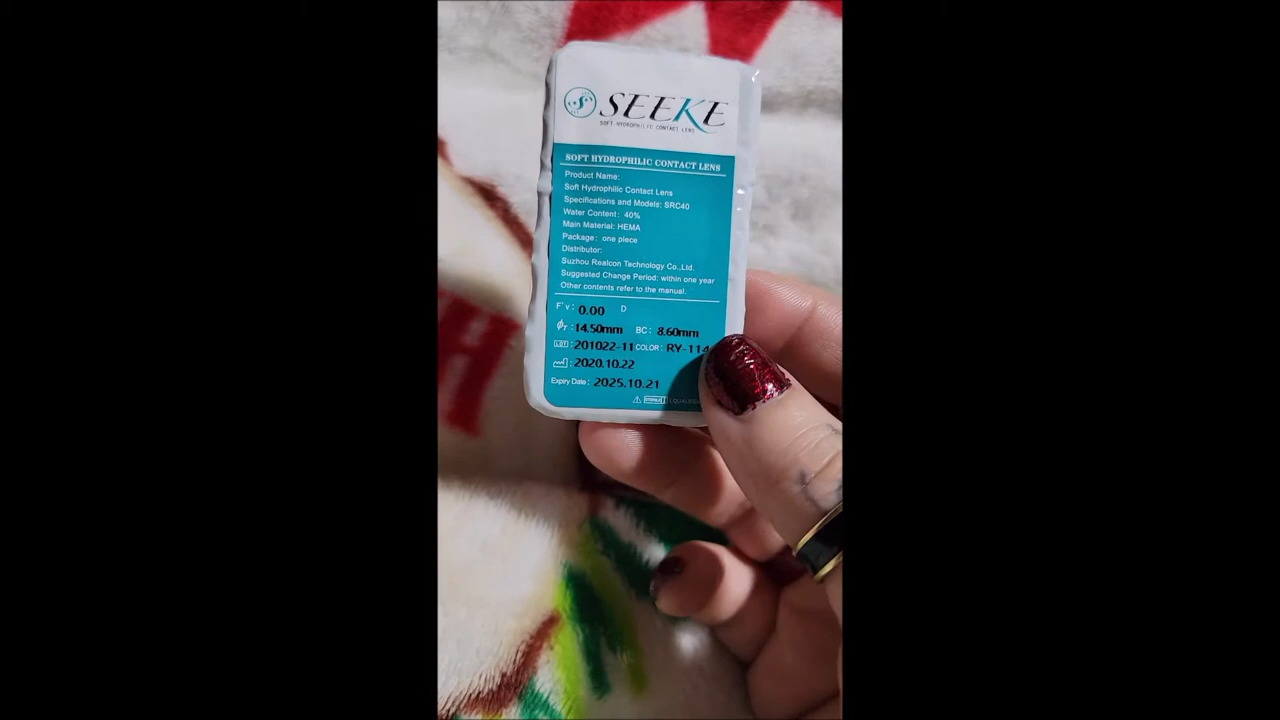 SEEKE
SOFT HYDROPHILIC CONTACT LENS
SOFT HYDROPHILIC CONTACT LENS
Product Name:
Soft Hydrophilic Contact Lens
Specifications and Models: SRC40
Water Content: 40%
Main Material: HEMA
Package: one piece
Distributor:
Suzhou Realcon Technology Co.,Ltd.
Suggested Change Period: within one year
Other contents refer to the manual.
F'v: 0.00 D
ΦT: 14.50mm BC: 8.60mm
LOT: 201022-11 COLOR: RY-114
: 2020.10.22
Expiry Date: 2025.10.21
STERILE